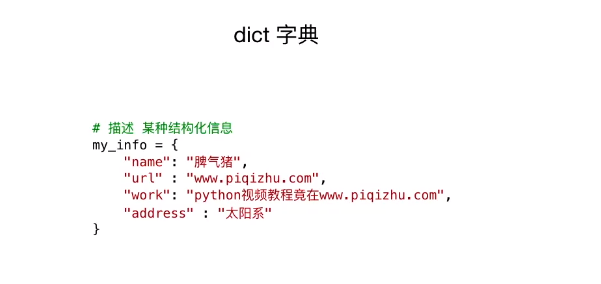 dict 字典
# 描述 某种结构化信息
my_info = {
    "name": "脾气猪",
    "url" : "www.piqizhu.com",
    "work": "python视频教程竟在www.piqizhu.com",
    "address" : "太阳系"
}